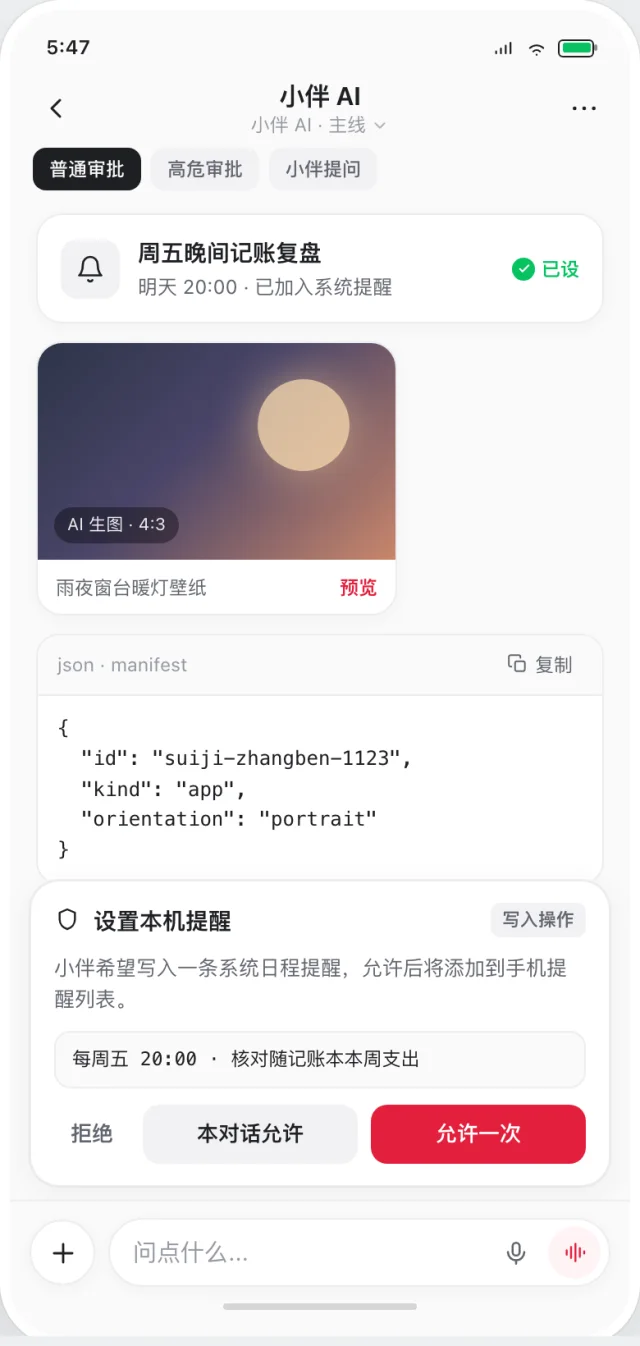 5:47
小伴 AI
小伴 AI · 主线
普通审批
高危审批
小伴提问
周五晚间记账复盘
明天 20:00 · 已加入系统提醒
已设
AI 生图 · 4:3
雨夜窗台暖灯壁纸
预览
json · manifest
复制
{
  "id": "suiji-zhangben-1123",
  "kind": "app",
  "orientation": "portrait"
}
设置本机提醒
写入操作
小伴希望写入一条系统日程提醒，允许后将添加到手机提
醒列表。
每周五 20:00 · 核对随记账本本周支出
拒绝
本对话允许
允许一次
问点什么...